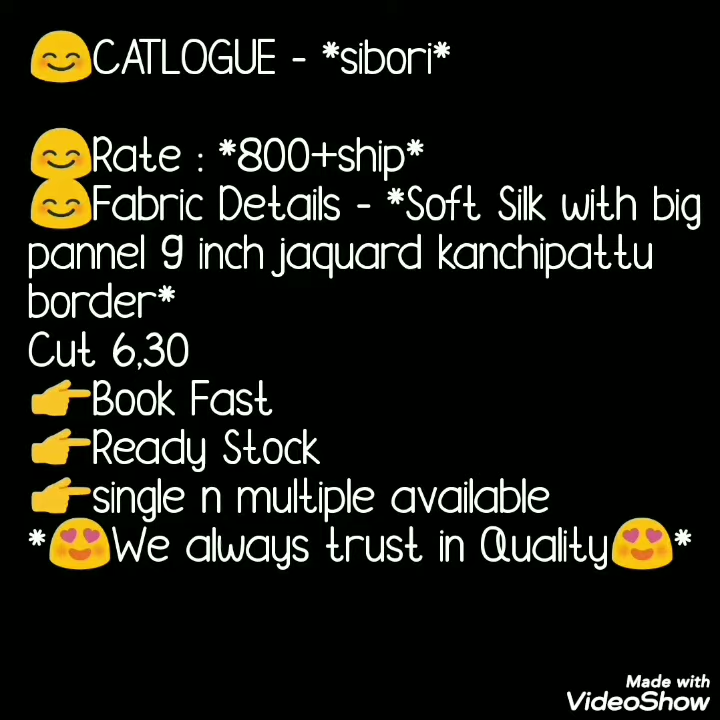 😊CATLOGUE - *sibori*
😊Rate : *800+ship*
😊Fabric Details - *Soft Silk with big
pannel 9 inch jaquard kanchipattu
border*
Cut 6,30
👉Book Fast
👉Ready Stock
👉single n multiple available
*😍We always trust in Quality😍*
Made with
VideoShow